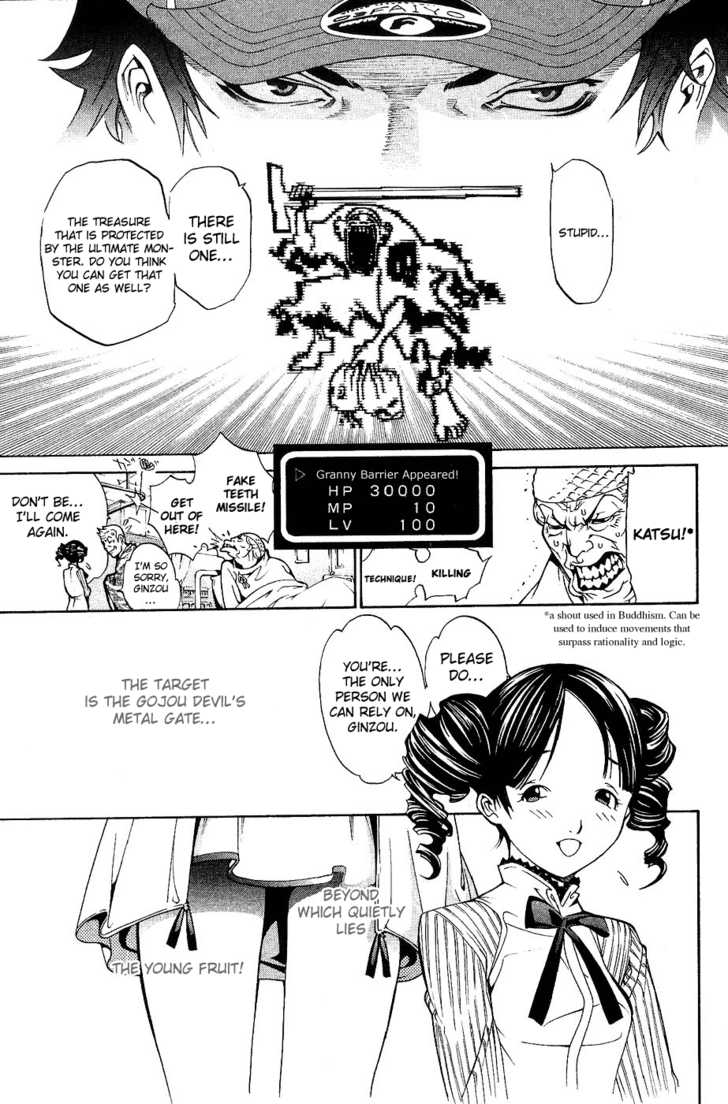 STUPID...
THERE
IS STILL
ONE...
THE TREASURE
THAT IS PROTECTED
BY THE ULTIMATE MON-
STER. DO YOU THINK
YOU CAN GET THAT
ONE AS WELL?
▷ Granny Barrier Appeared!
HP 30000
MP 10
LV 100
KATSU!*
KILLING
TECHNIQUE!
*a shout used in Buddhism. Can be
used to induce movements that
surpass rationality and logic.
FAKE
TEETH
MISSILE!
GET
OUT OF
HERE!
I'M SO
SORRY,
GINZOU
...
DON'T BE...
I'LL COME
AGAIN.
PLEASE
DO...
YOU'RE...
THE ONLY
PERSON WE
CAN RELY ON,
GINZOU.
THE TARGET
IS THE GOJOU DEVIL'S
METAL GATE...
BEYOND
WHICH QUIETLY
LIES
THE YOUNG FRUIT!